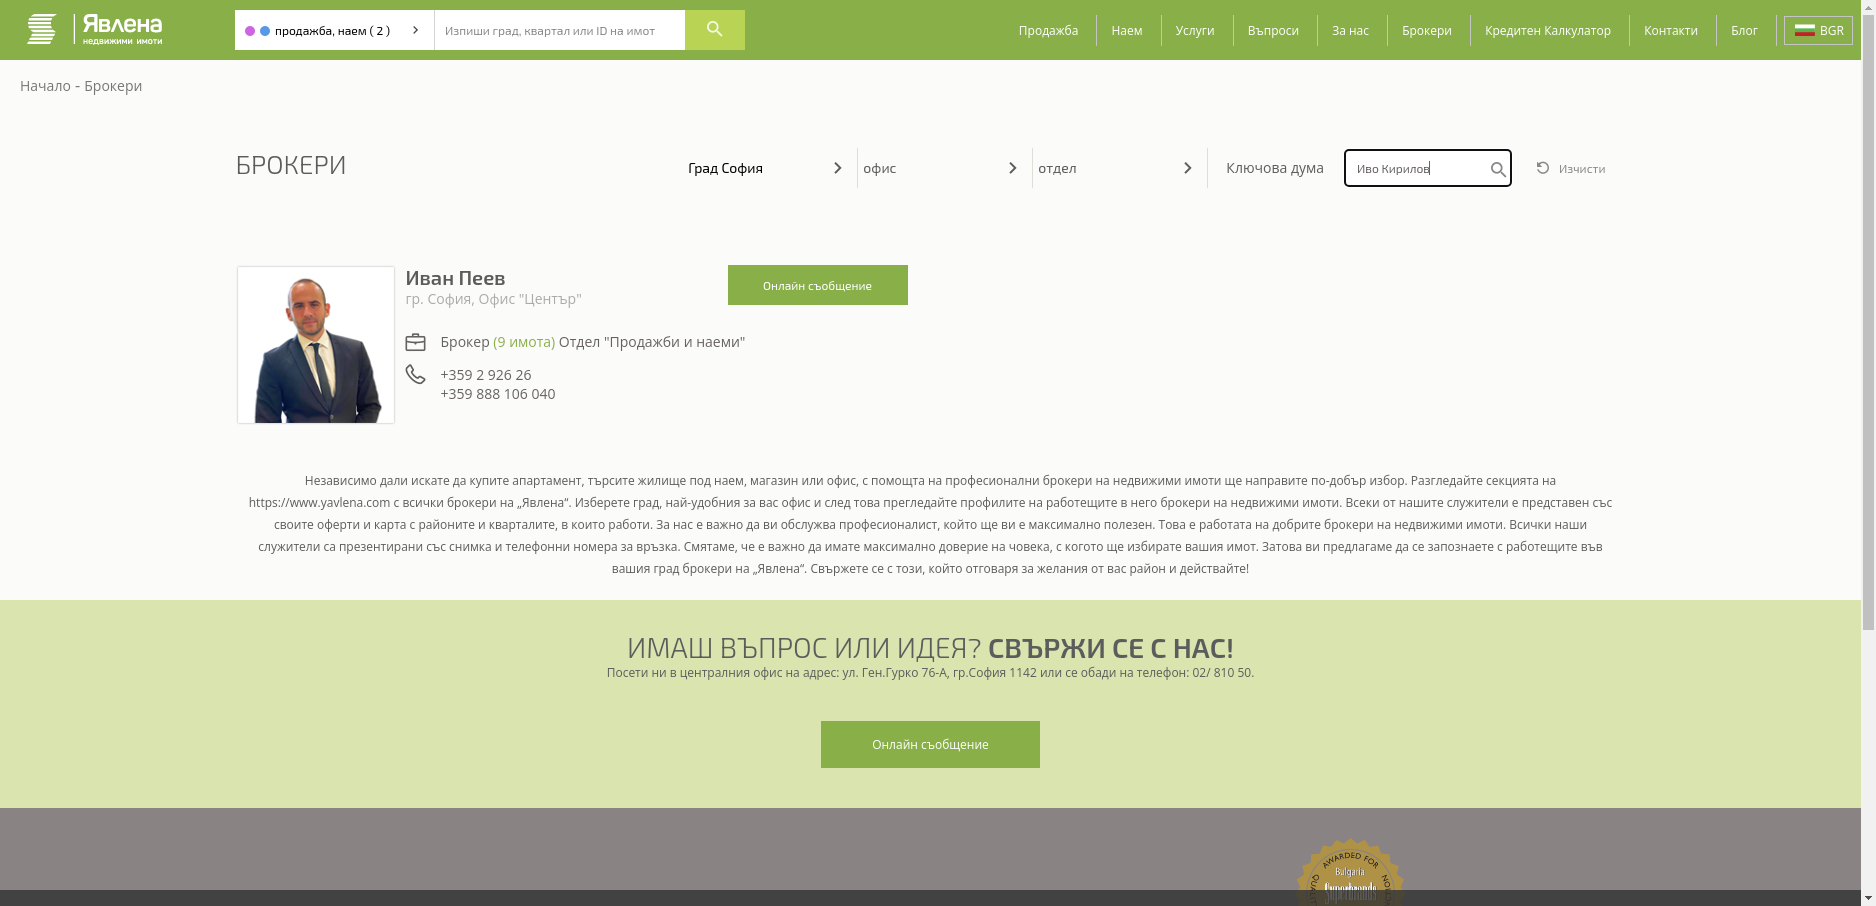 Явлена
недвижими имоти
продажба, наем ( 2 )
Изпиши град, квартал или ID на имот
Продажба
Наем
Услуги
Въпроси
За нас
Брокери
Кредитен Калкулатор
Контакти
Блог
BGR
Начало - Брокери
БРОКЕРИ
Град София
офис
отдел
Ключова дума
Иво Кирилов
Изчисти
Иван Пеев
гр. София, Офис "Център"
Онлайн съобщение
Брокер (9 имота) Отдел "Продажби и наеми"
+359 2 926 26
+359 888 106 040
Независимо дали искате да купите апартамент, търсите жилище под наем, магазин или офис, с помощта на професионални брокери на недвижими имоти ще направите по-добър избор. Разгледайте секцията на
https://www.yavlena.com с всички брокери на „Явлена“. Изберете град, най-удобния за вас офис и след това прегледайте профилите на работещите в него брокери на недвижими имоти. Всеки от нашите служители е представен със
своите оферти и карта с районите и кварталите, в които работи. За нас е важно да ви обслужва професионалист, който ще ви е максимално полезен. Това е работата на добрите брокери на недвижими имоти. Всички наши
служители са презентирани със снимка и телефонни номера за връзка. Смятаме, че е важно да имате максимално доверие на човека, с когото ще избирате вашия имот. Затова ви предлагаме да се запознаете с работещите във
вашия град брокери на „Явлена“. Свържете се с този, който отговаря за желания от вас район и действайте!
ИМАШ ВЪПРОС ИЛИ ИДЕЯ? СВЪРЖИ СЕ С НАС!
Посети ни в централния офис на адрес: ул. Ген.Гурко 76-А, гр.София 1142 или се обади на телефон: 02/ 810 50.
Онлайн съобщение
AWARDED FOR
Bulgaria
Superbrands